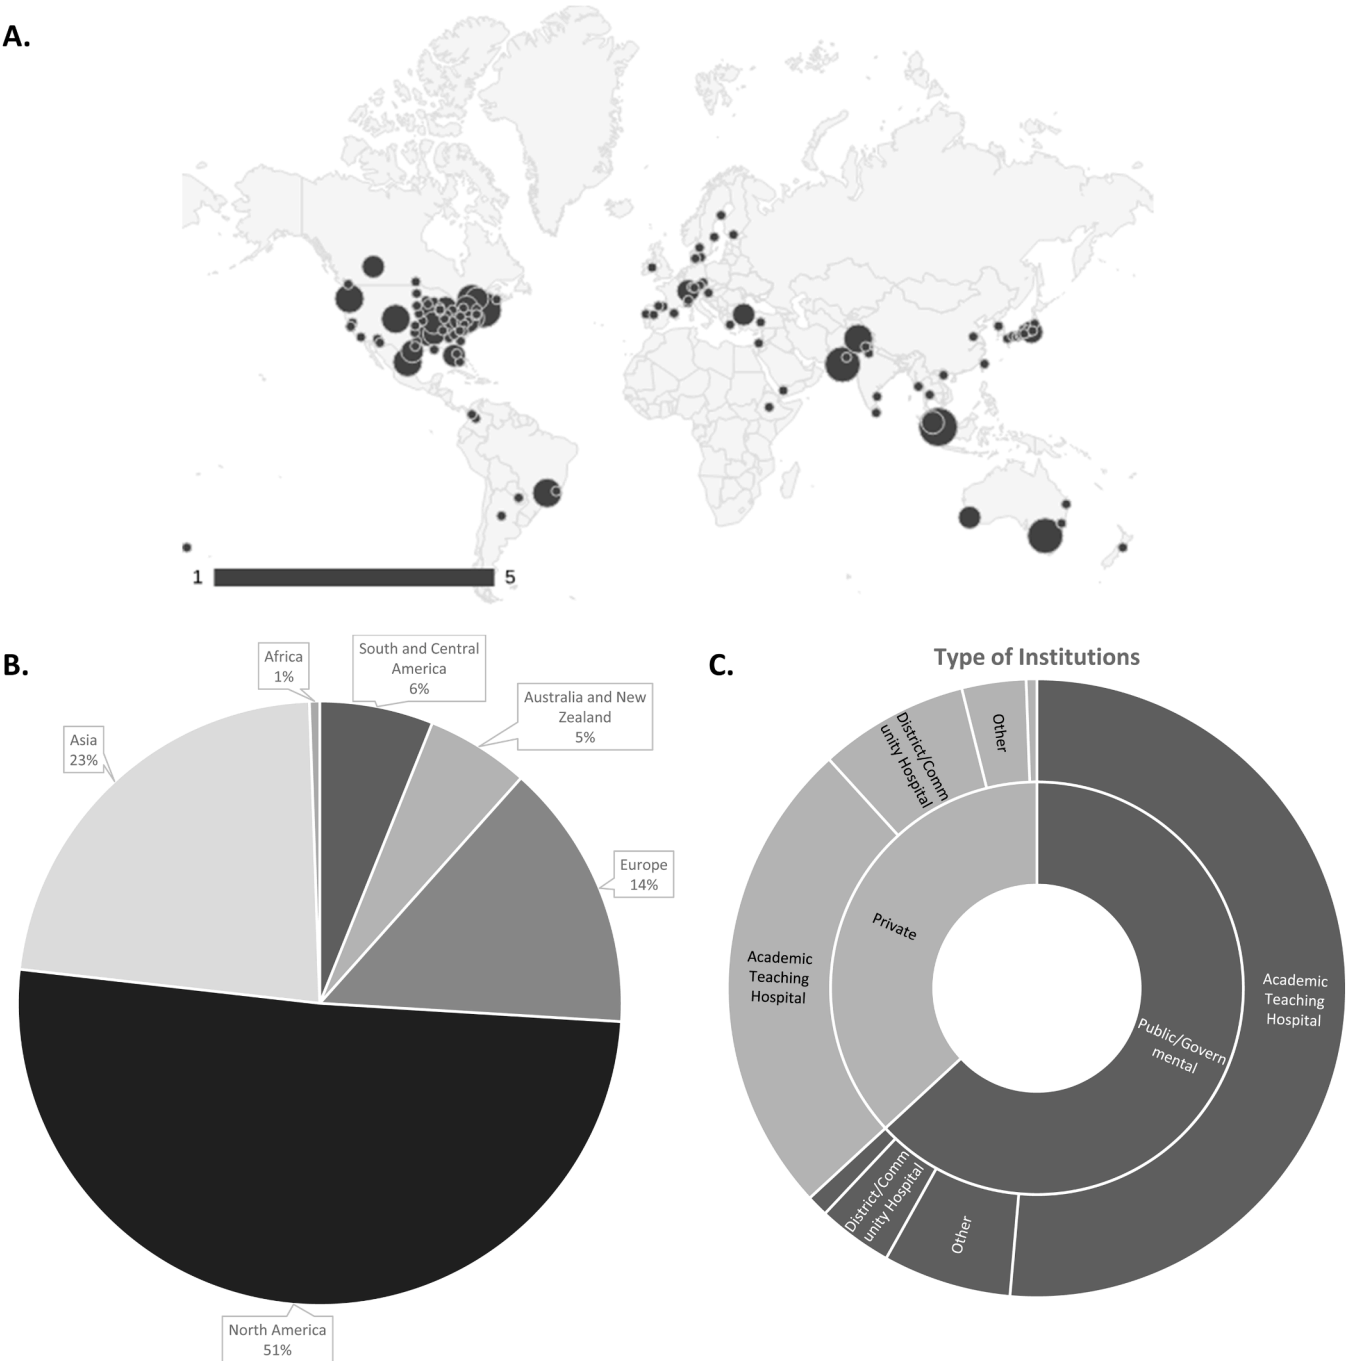 A.
1
5
B.
Africa
1%
South and Central
America
6%
Australia and New
Zealand
5%
Asia
23%
Europe
14%
North America
51%
C.
Type of Institutions
District/Comm
unity Hospital
Other
Private
Academic
Teaching
Hospital
Academic
Teaching
Hospital
Public/Govern
mental
District/Comm
unity Hospital
Other